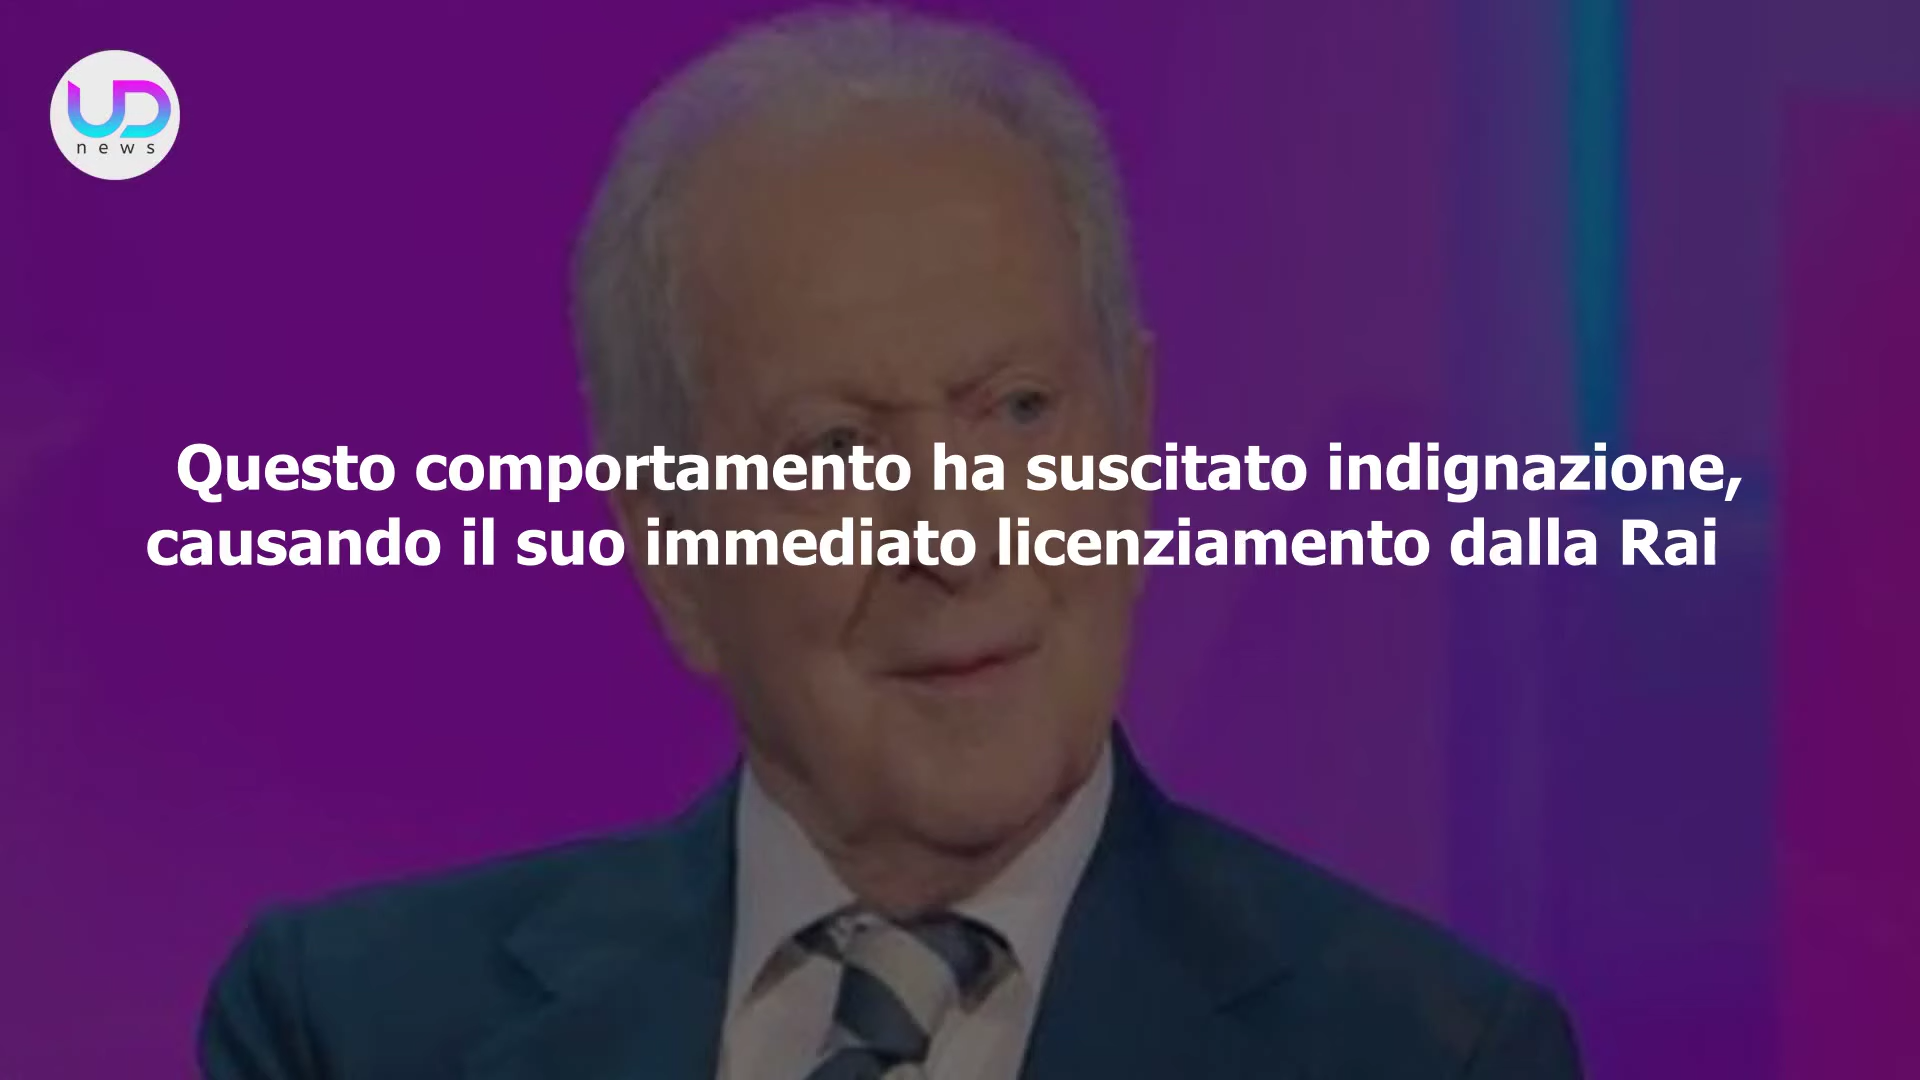 UD
news
Questo comportamento ha suscitato indignazione,
causando il suo immediato licenziamento dalla Rai